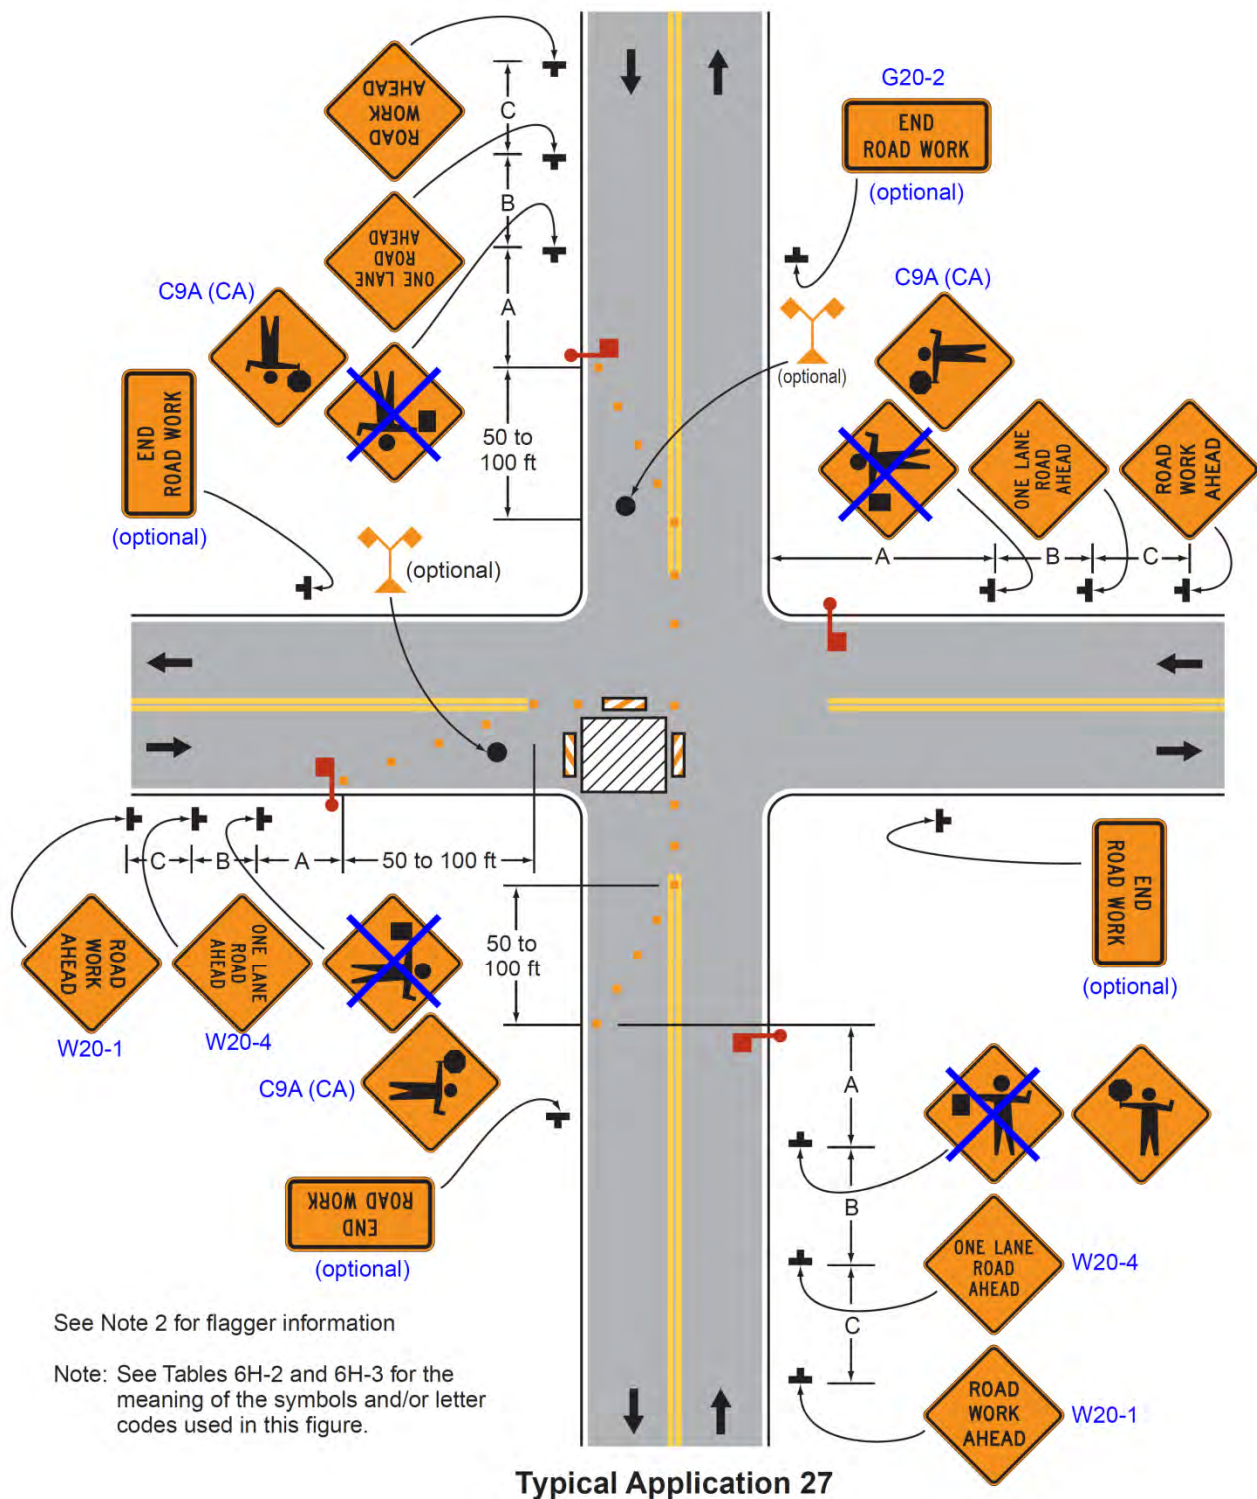 ROAD
WORK
AHEAD
C
G20-2
END
ROAD WORK
(optional)
B
ONE LANE
ROAD
AHEAD
C9A (CA)
A
C9A (CA)
(optional)
END
ROAD WORK
(optional)
50 to
100 ft
ONE LANE
ROAD
AHEAD
ROAD
WORK
AHEAD
(optional)
A
B
C
C
B
A
50 to 100 ft
END
ROAD WORK
(optional)
ROAD
WORK
AHEAD
W20-1
ONE LANE
ROAD
AHEAD
W20-4
50 to
100 ft
C9A (CA)
A
END
ROAD WORK
(optional)
B
ONE LANE
ROAD
AHEAD
W20-4
C
ROAD
WORK
AHEAD
W20-1
See Note 2 for flagger information
Note: See Tables 6H-2 and 6H-3 for the
meaning of the symbols and/or letter
codes used in this figure.
Typical Application 27